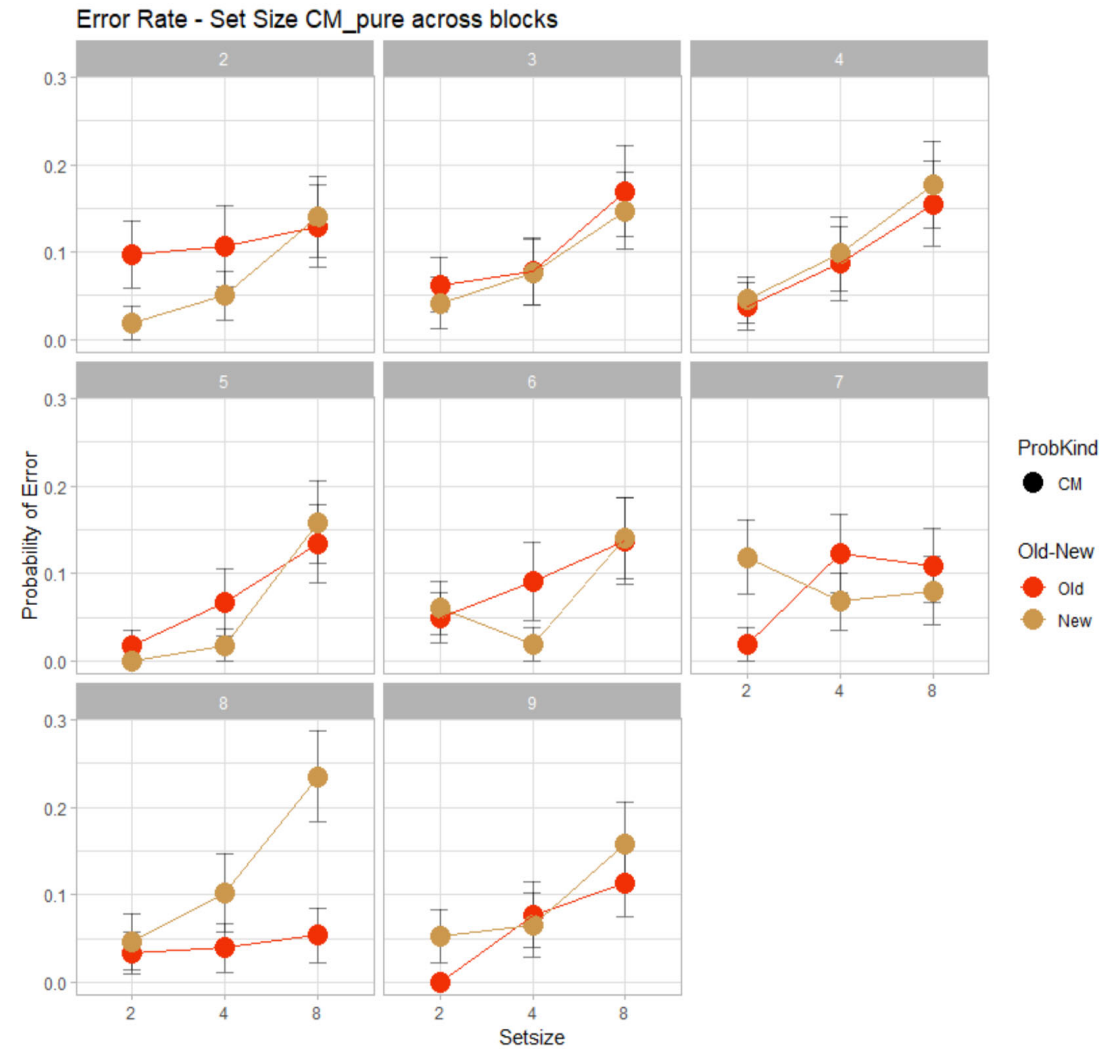 Error Rate - Set Size CM_pure across blocks
2 3 4
0.3
0.2
0.1
0.0
5 6 7
0.3
0.2
0.1
0.0
2 4 8
8 9
0.3
0.2
0.1
0.0
2 4 8 2 4 8
Setsize
Probability of Error
ProbKind
CM
Old-New
Old
New